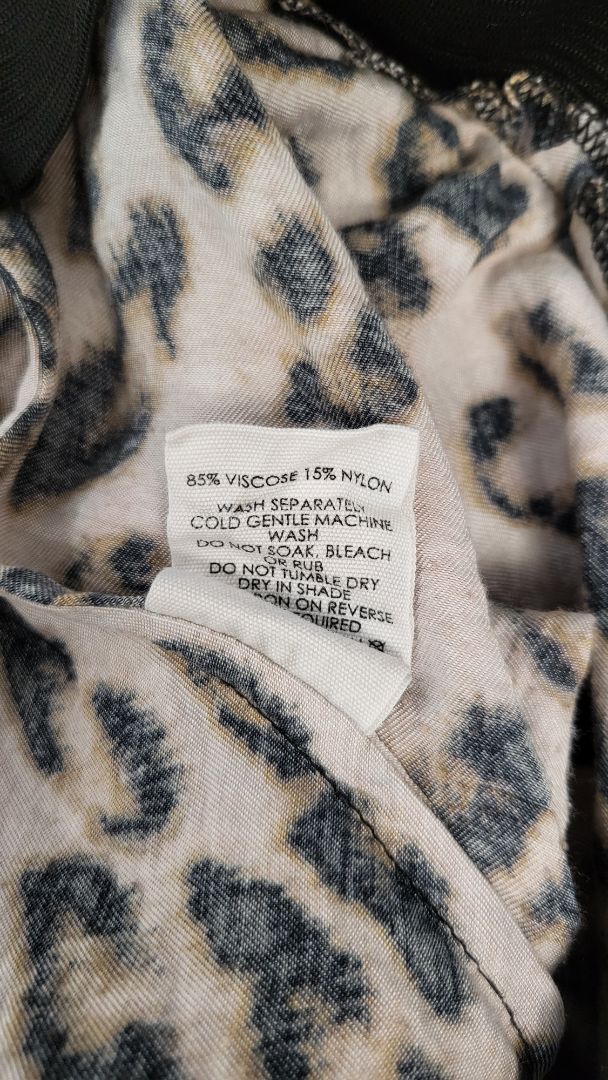 85% VISCOSE 15% NYLON
WASH SEPARATELY
COLD GENTLE MACHINE
WASH
DO NOT SOAK, BLEACH
OR RUB
DO NOT TUMBLE DRY
DRY IN SHADE
ON REVERSE